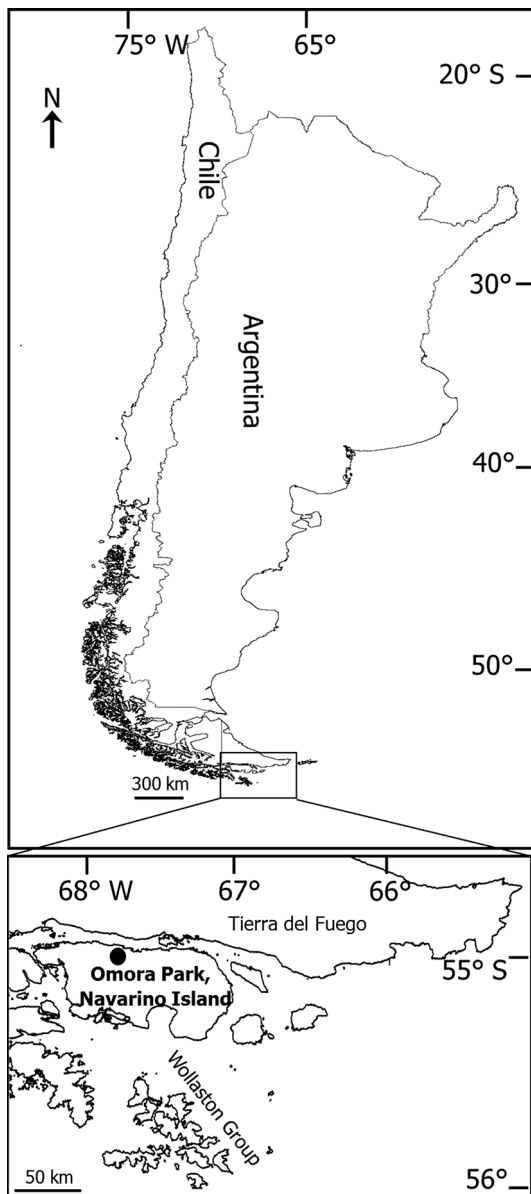 75° W
65°
20° S
N
Chile
30°
Argentina
40°
50°
300 km
68° W
67°
66°
Tierra del Fuego
55° S
Omora Park,
Navarino Island
Wollaston Group
50 km
56°